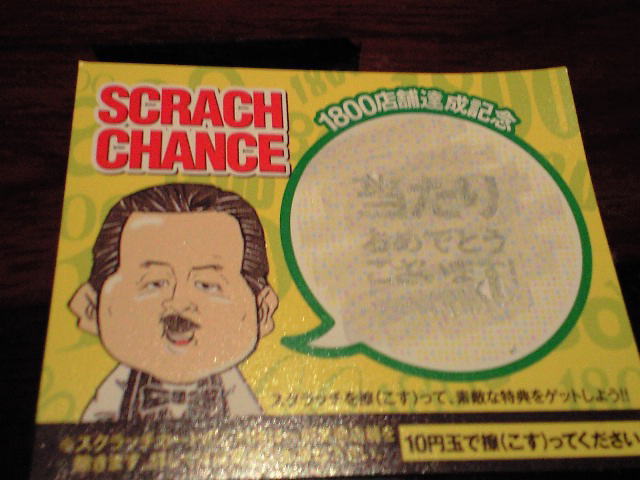 SCRACH
CHANCE
1800店舗達成記念
当たり
おめでとう
ございます!
スクラッチを擦(こす)って、素敵な特典をゲットしよう!!
10円玉で擦(こす)ってください